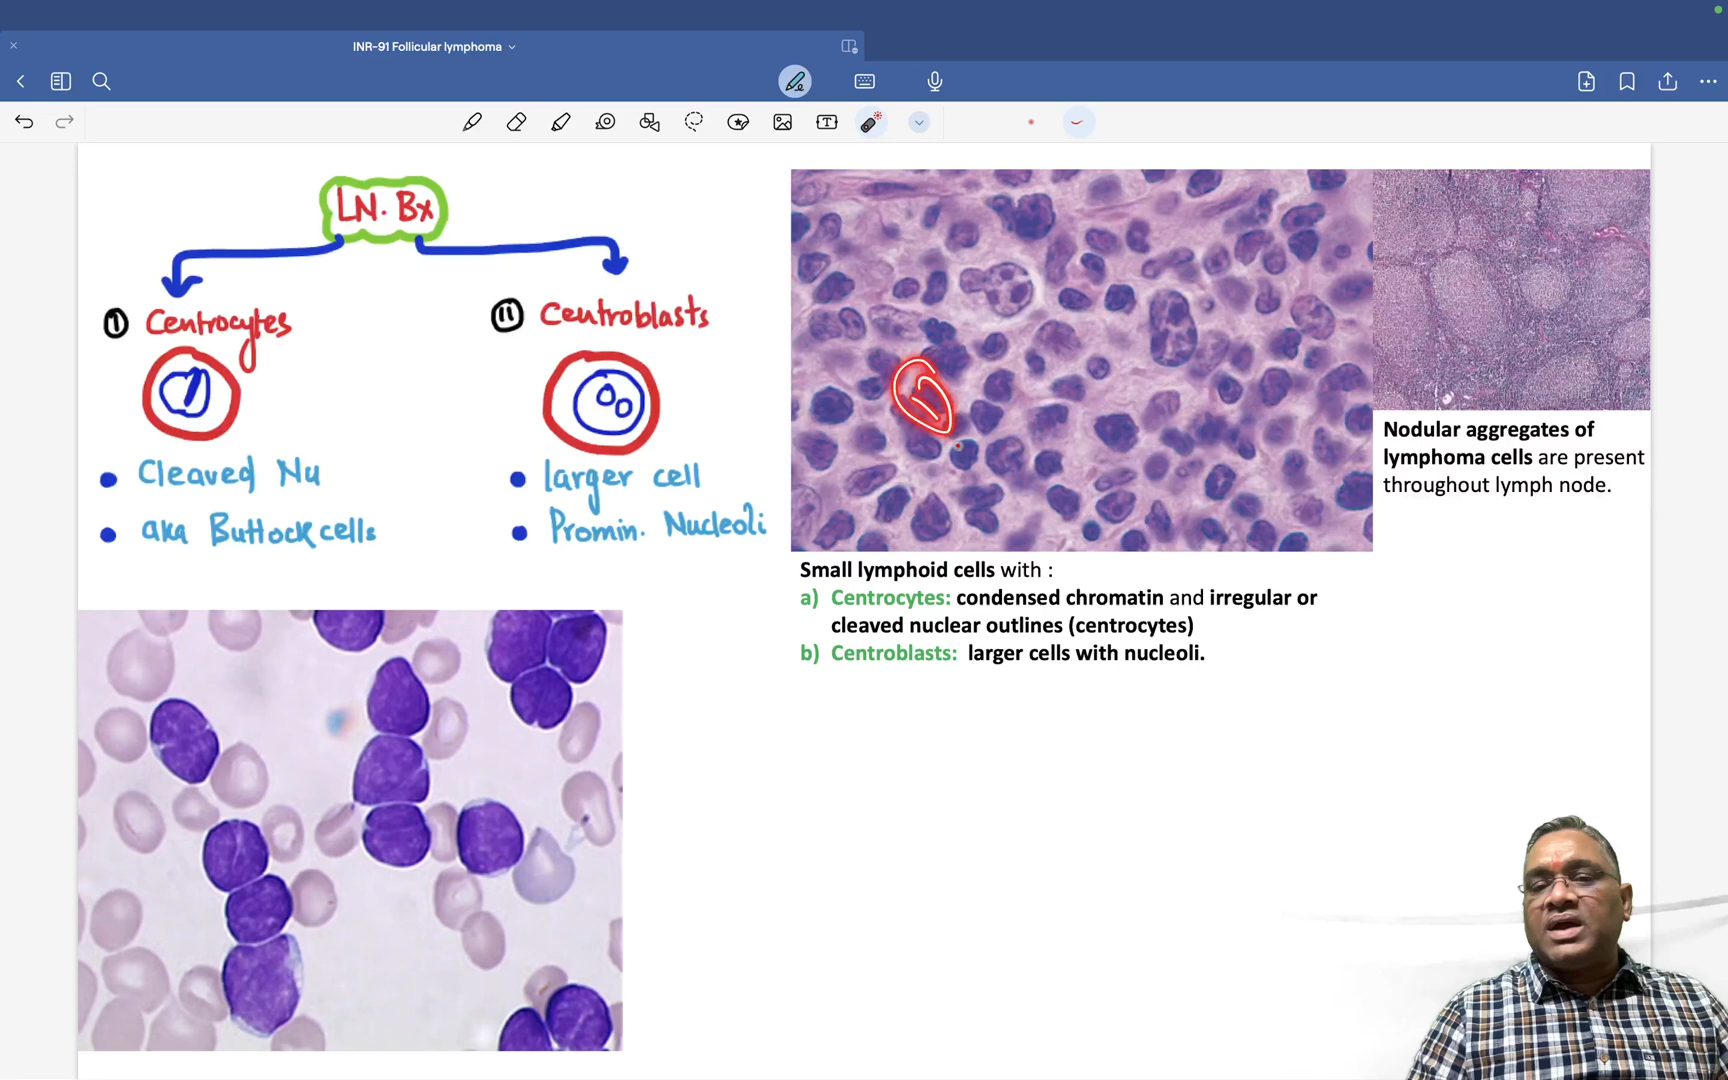 INR-91 Follicular lymphoma
LN. Bx
I Centrocytes
Cleaved Nu
aka Buttock cells
II Centroblasts
larger cell
Promin. Nucleoli
Nodular aggregates of
lymphoma cells are present
throughout lymph node.
Small lymphoid cells with :
a) Centrocytes: condensed chromatin and irregular or
cleaved nuclear outlines (centrocytes)
b) Centroblasts: larger cells with nucleoli.